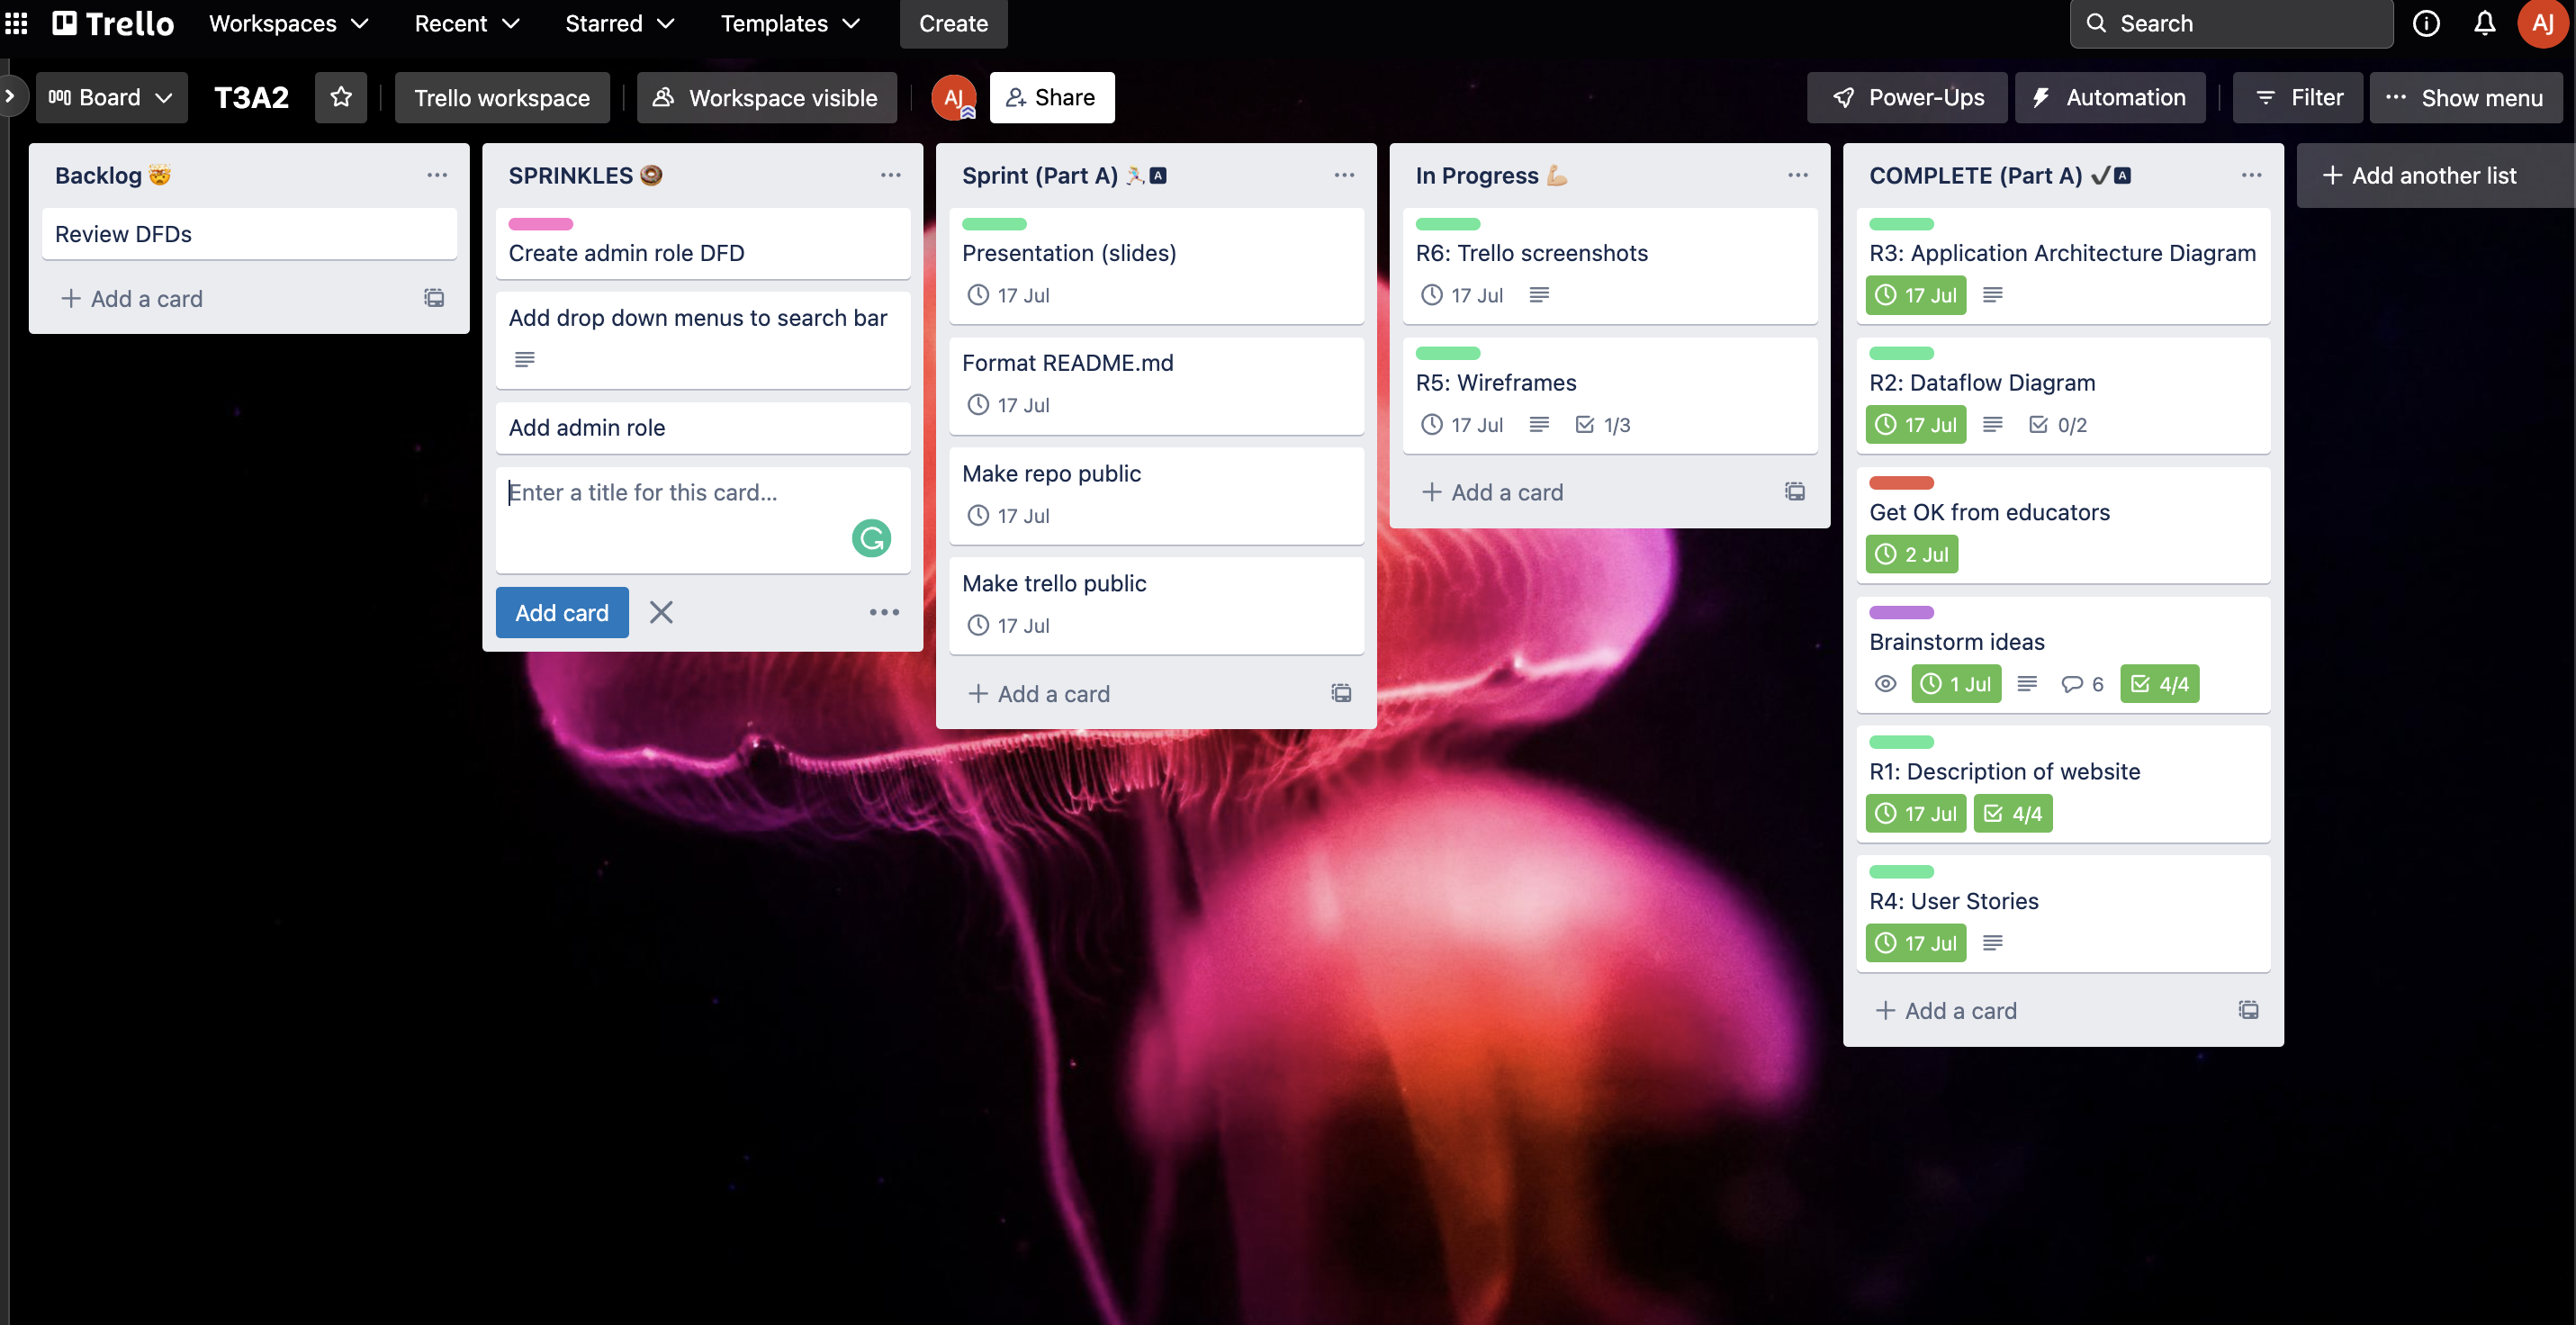 Trello Workspaces Recent Starred Templates Create Search AJ
Board T3A2 Trello workspace Workspace visible AJ Share Power-Ups Automation Filter Show menu
Backlog 🤯
Review DFDs
+ Add a card
SPRINKLES 🍩
Create admin role DFD
Add drop down menus to search bar
Add admin role
Enter a title for this card...
Add card
Sprint (Part A) 🏃🏻🅰
Presentation (slides)
17 Jul
Format README.md
17 Jul
Make repo public
17 Jul
Make trello public
17 Jul
+ Add a card
In Progress 💪🏼
R6: Trello screenshots
17 Jul
R5: Wireframes
17 Jul 1/3
+ Add a card
COMPLETE (Part A) ✔🅰
R3: Application Architecture Diagram
17 Jul
R2: Dataflow Diagram
17 Jul 0/2
Get OK from educators
2 Jul
Brainstorm ideas
1 Jul 6 4/4
R1: Description of website
17 Jul 4/4
R4: User Stories
17 Jul
+ Add a card
+ Add another list